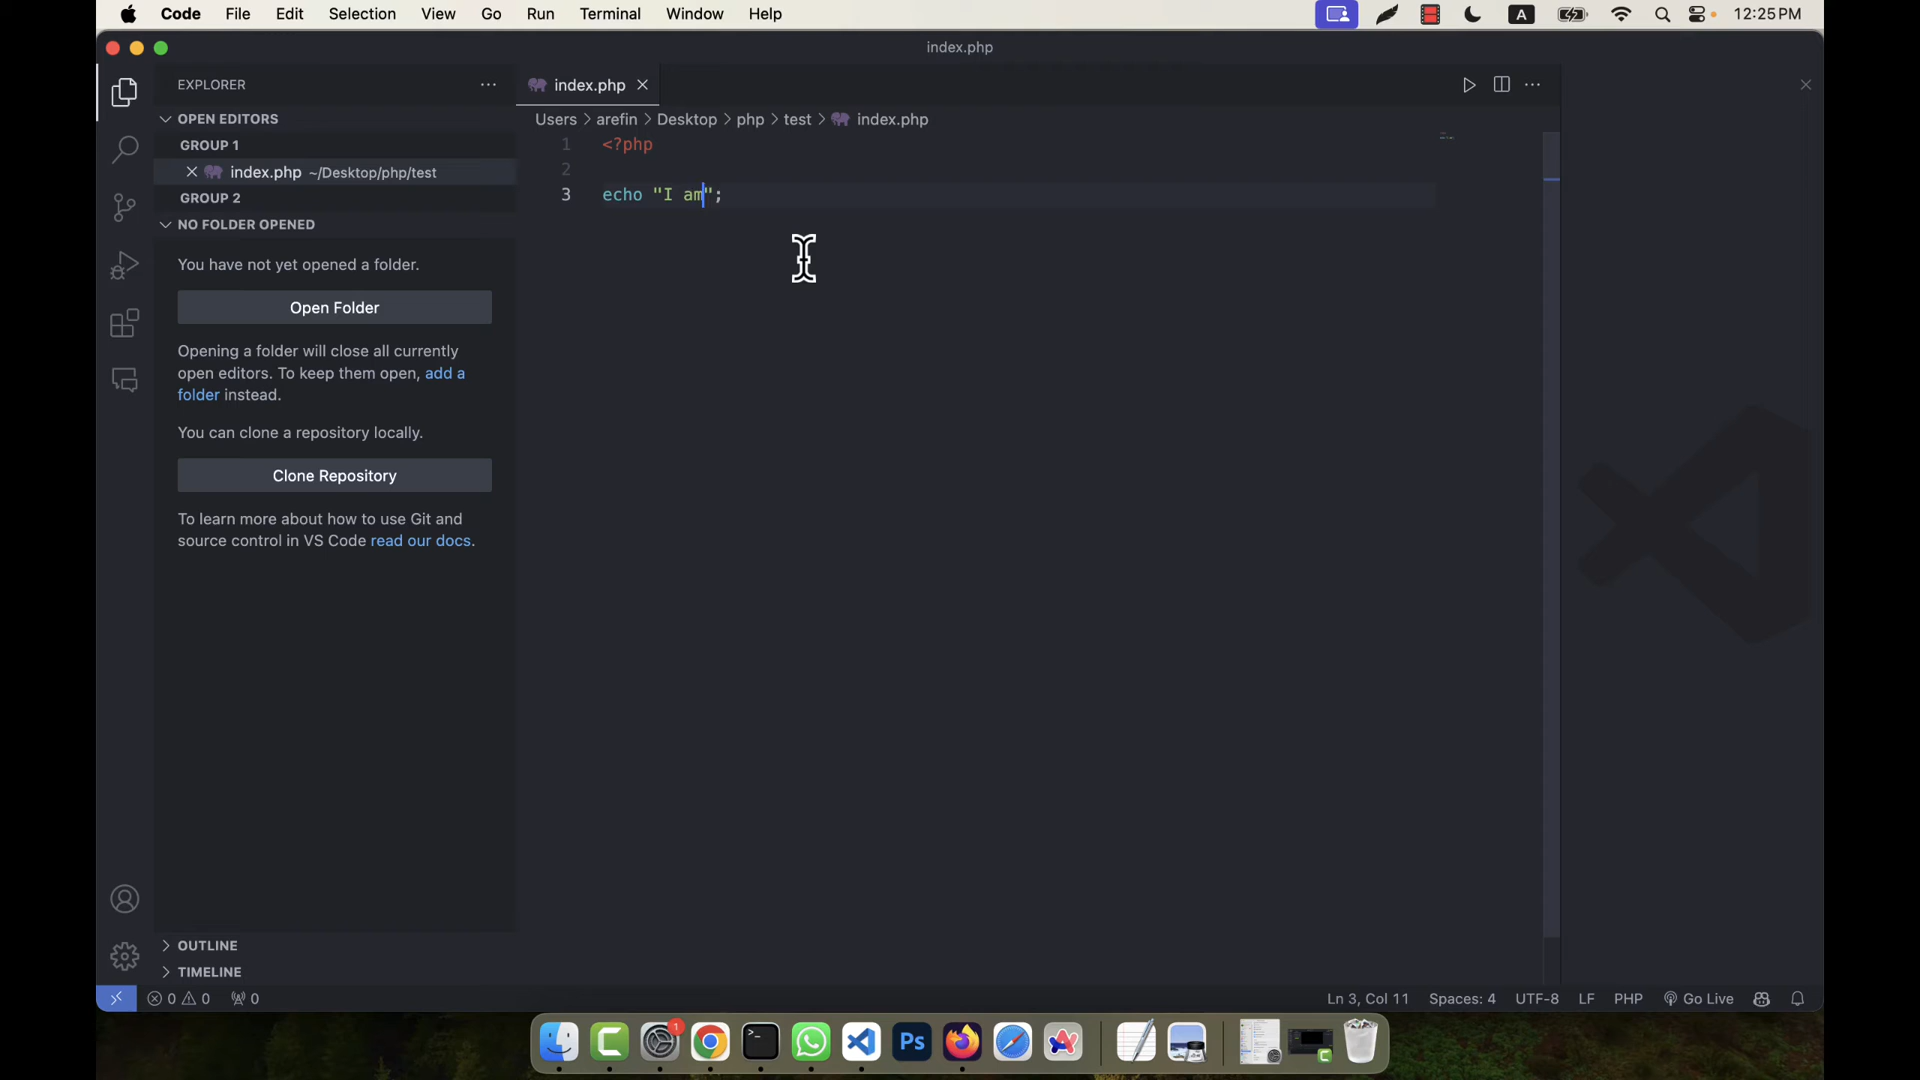 Code File Edit Selection View Go Run Terminal Window Help A 12:25 PM
index.php
EXPLORER
index.php
OPEN EDITORS
Users > arefin > Desktop > php > test > index.php
GROUP 1
1 <?php
index.php ~/Desktop/php/test
2
GROUP 2
3 echo "I am";
NO FOLDER OPENED
You have not yet opened a folder.
Open Folder
Opening a folder will close all currently
open editors. To keep them open, add a
folder instead.
You can clone a repository locally.
Clone Repository
To learn more about how to use Git and
source control in VS Code read our docs.
OUTLINE
TIMELINE
0 0 0 Ln 3, Col 11 Spaces: 4 UTF-8 LF PHP Go Live
1
Ps